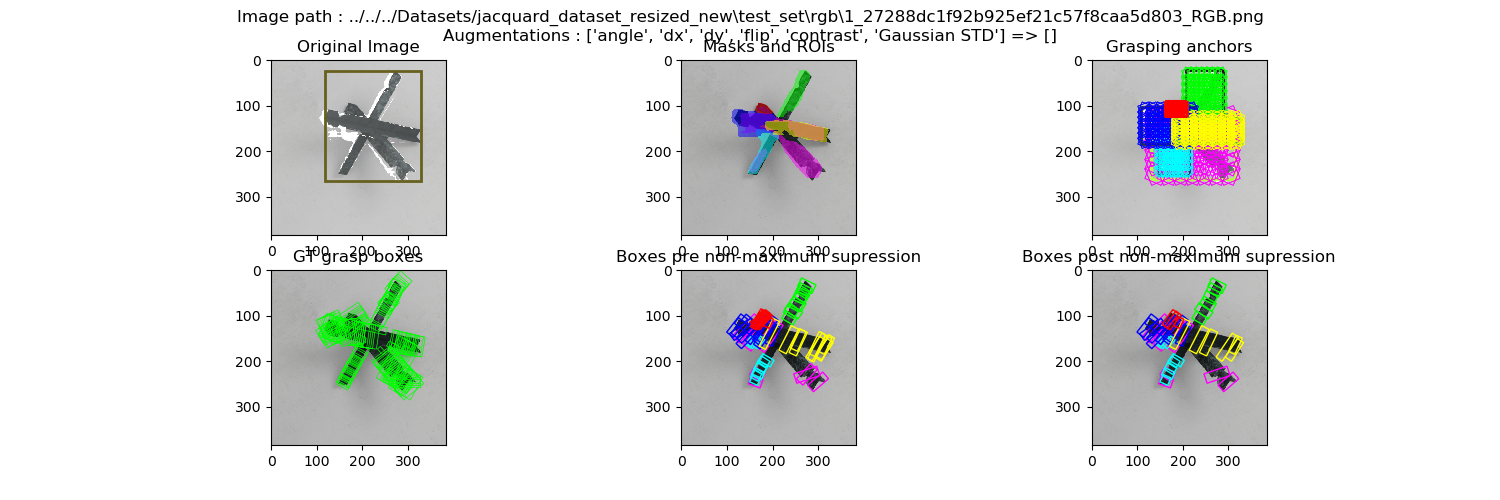 Image path : ../../../Datasets/jacquard_dataset_resized_new\test_set\rgb\1_27288dc1f92b925ef21c57f8caa5d803_RGB.png
Augmentations : ['angle', 'dx', 'dy', 'flip', 'contrast', 'Gaussian STD'] => []
Original Image
Masks and ROIs
Grasping anchors
0
100
200
300
0 100 200 300
0
100
200
300
0 100 200 300
0
100
200
300
0 100 200 300
GT grasp boxes
Boxes pre non-maximum supression
Boxes post non-maximum supression
0
100
200
300
0 100 200 300
0
100
200
300
0 100 200 300
0
100
200
300
0 100 200 300